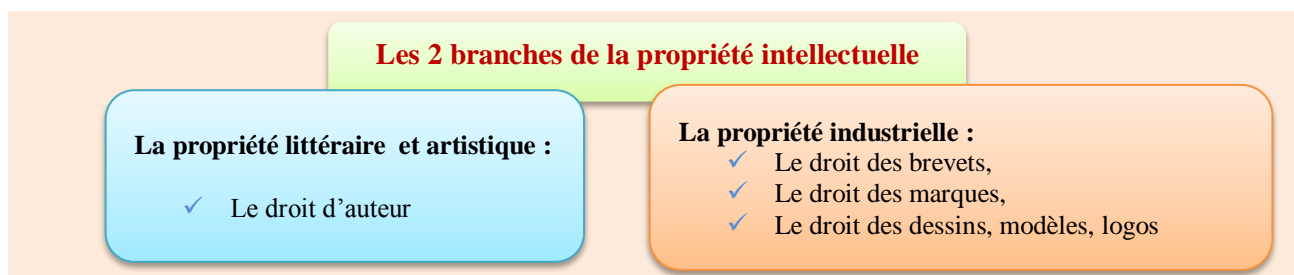 Les 2 branches de la propriété intellectuelle
La propriété littéraire et artistique :
✓ Le droit d’auteur
La propriété industrielle :
✓ Le droit des brevets,
✓ Le droit des marques,
✓ Le droit des dessins, modèles, logos